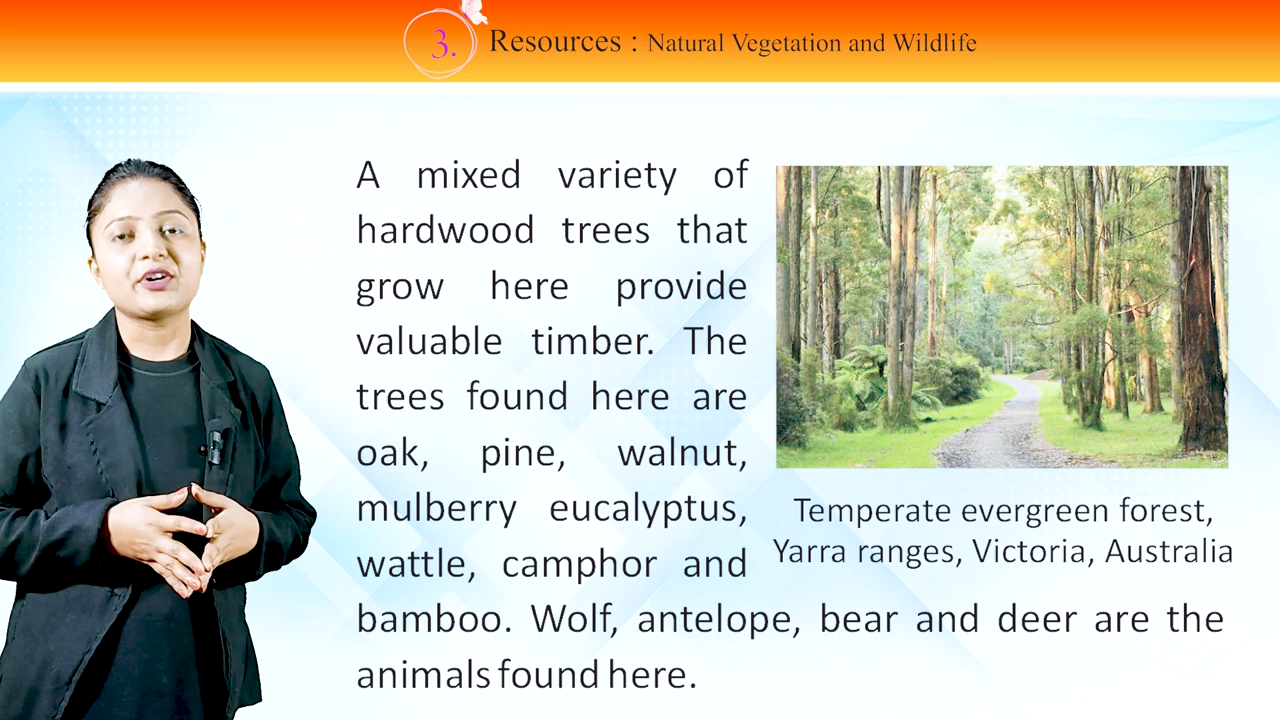 3. Resources : Natural Vegetation and Wildlife
A mixed variety of
hardwood trees that
grow here provide
valuable timber. The
trees found here are
oak, pine, walnut,
mulberry eucalyptus,
wattle, camphor and
bamboo. Wolf, antelope, bear and deer are the
animals found here.
Temperate evergreen forest,
Yarra ranges, Victoria, Australia